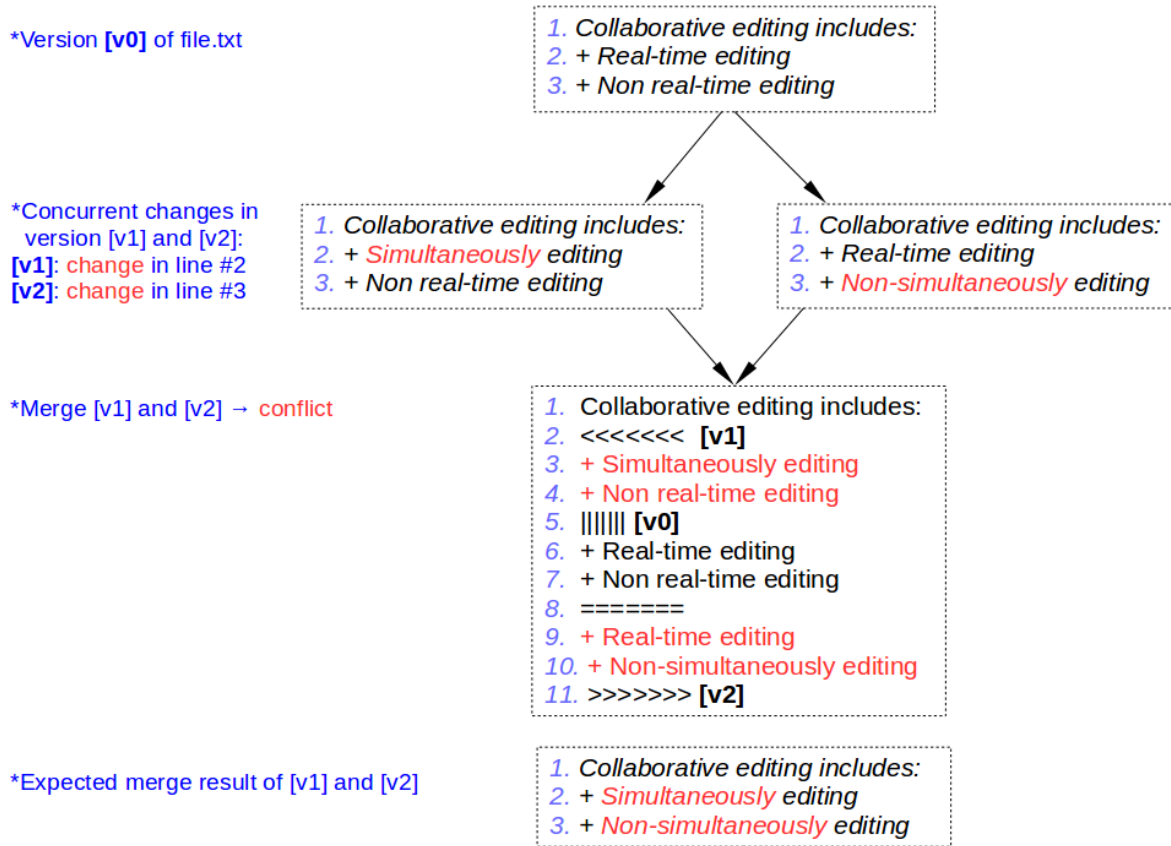 *Version [v0] of file.txt
1. Collaborative editing includes:
2. + Real-time editing
3. + Non real-time editing
*Concurrent changes in
version [v1] and [v2]:
[v1]: change in line #2
[v2]: change in line #3
1. Collaborative editing includes:
2. + Simultaneously editing
3. + Non real-time editing
1. Collaborative editing includes:
2. + Real-time editing
3. + Non-simultaneously editing
*Merge [v1] and [v2] → conflict
1. Collaborative editing includes:
2. <<<<<<< [v1]
3. + Simultaneously editing
4. + Non real-time editing
5. ||||||| [v0]
6. + Real-time editing
7. + Non real-time editing
8. =======
9. + Real-time editing
10. + Non-simultaneously editing
11. >>>>>>> [v2]
*Expected merge result of [v1] and [v2]
1. Collaborative editing includes:
2. + Simultaneously editing
3. + Non-simultaneously editing